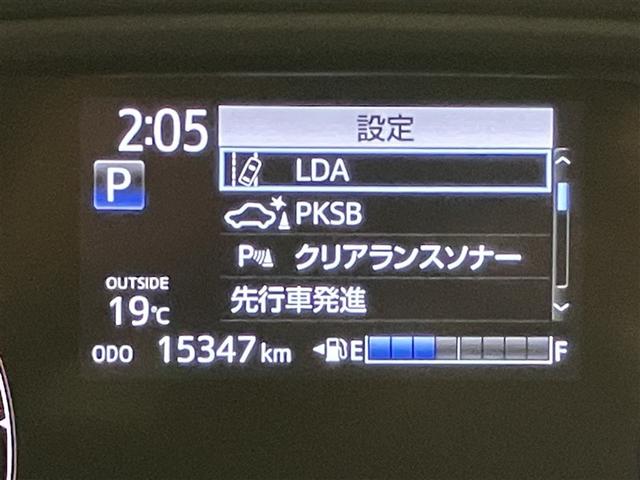 2:05
設定
P
LDA
PKSB
P クリアランスソナー
先行車発進
OUTSIDE
19℃
ODO 15347 km
E F